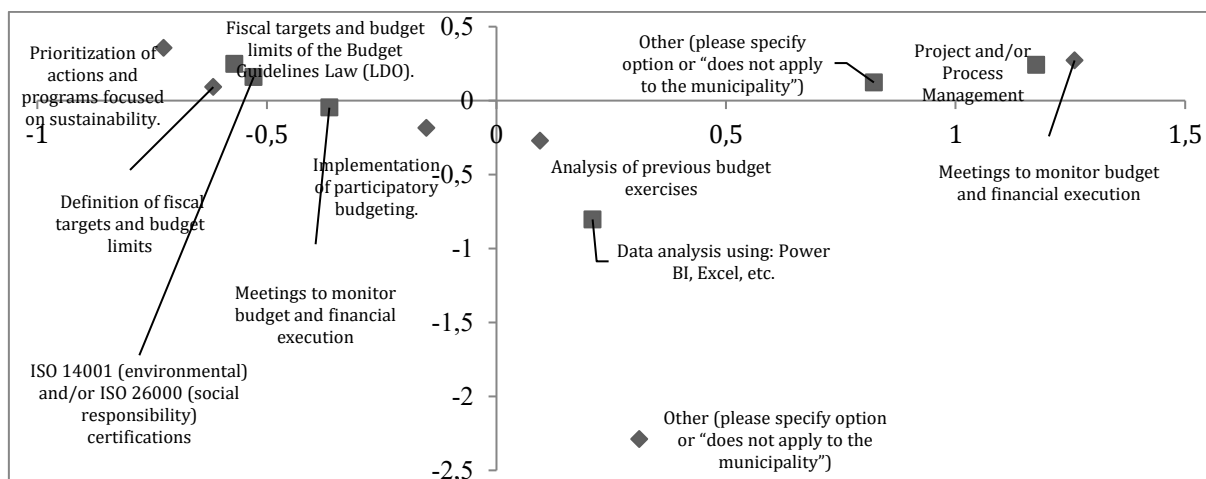 0,5
Prioritization of
actions and
programs focused
on sustainability.
Fiscal targets and budget
limits of the Budget
Guidelines Law (LDO).
Other (please specify
option or “does not apply
to the municipality”)
Project and/or
Process
Management
0
-1
-0,5
0
0,5
1
1,5
Definition of fiscal
targets and budget
limits
Implementation
of participatory
budgeting.
Analysis of previous budget
exercises
Meetings to monitor budget
and financial execution
-0,5
-1
Data analysis using: Power
BI, Excel, etc.
Meetings to monitor
budget and financial
execution
-1,5
ISO 14001 (environmental)
and/or ISO 26000 (social
responsibility)
certifications
-2
Other (please specify option
or “does not apply to the
municipality”)
-2,5